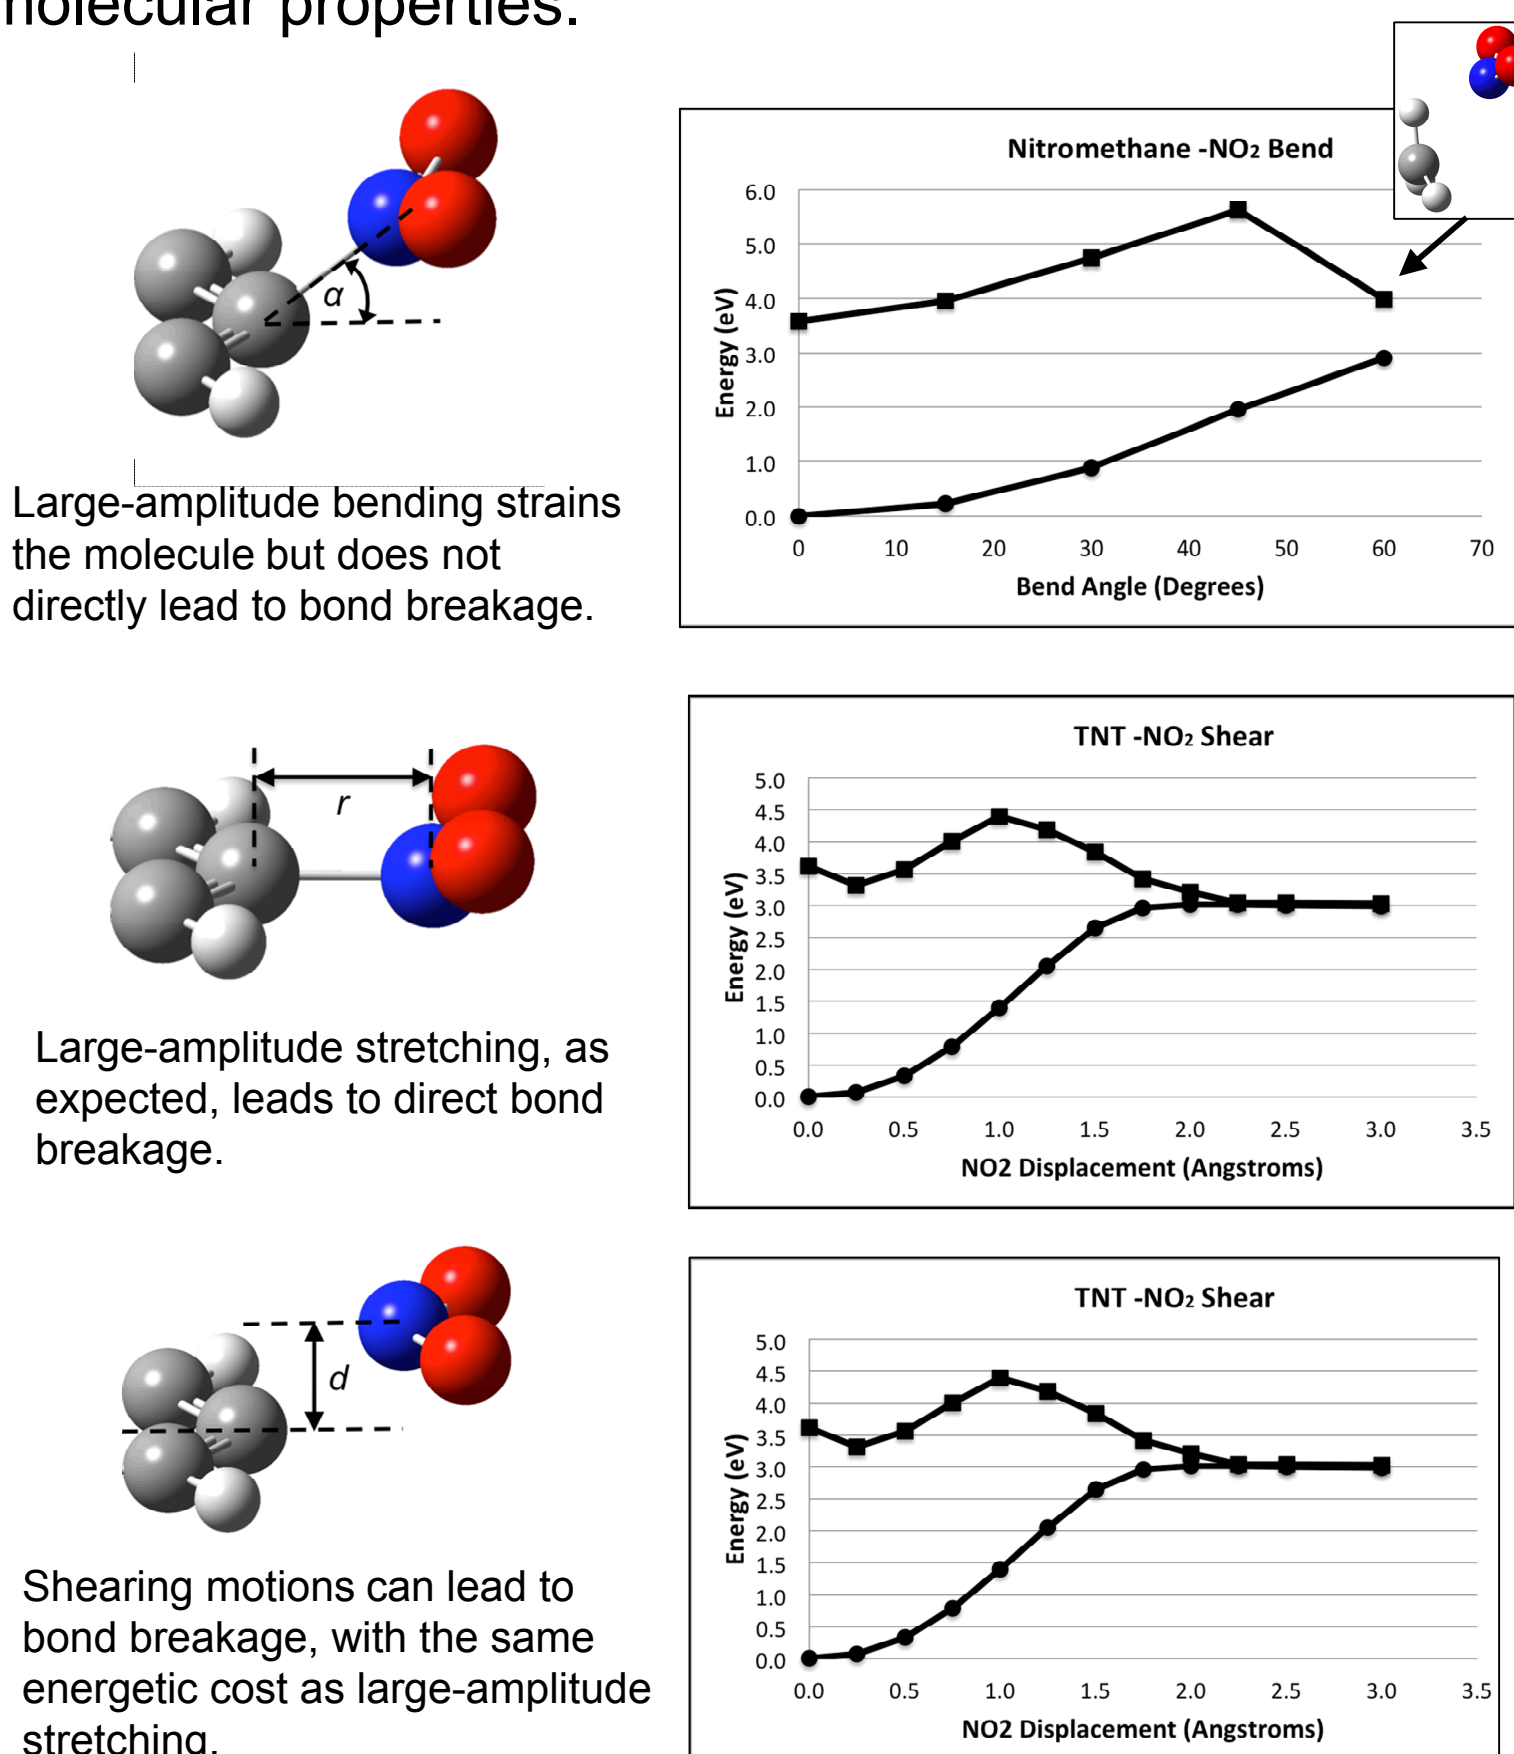 molecular properties.
α
Large-amplitude bending strains
the molecule but does not
directly lead to bond breakage.
Nitromethane -NO₂ Bend
Energy (eV)
6.0
5.0
4.0
3.0
2.0
1.0
0.0
0 10 20 30 40 50 60 70
Bend Angle (Degrees)
r
Large-amplitude stretching, as
expected, leads to direct bond
breakage.
TNT -NO₂ Shear
Energy (eV)
5.0
4.5
4.0
3.5
3.0
2.5
2.0
1.5
1.0
0.5
0.0
0.0 0.5 1.0 1.5 2.0 2.5 3.0 3.5
NO2 Displacement (Angstroms)
d
Shearing motions can lead to
bond breakage, with the same
energetic cost as large-amplitude
stretching.
TNT -NO₂ Shear
Energy (eV)
5.0
4.5
4.0
3.5
3.0
2.5
2.0
1.5
1.0
0.5
0.0
0.0 0.5 1.0 1.5 2.0 2.5 3.0 3.5
NO2 Displacement (Angstroms)